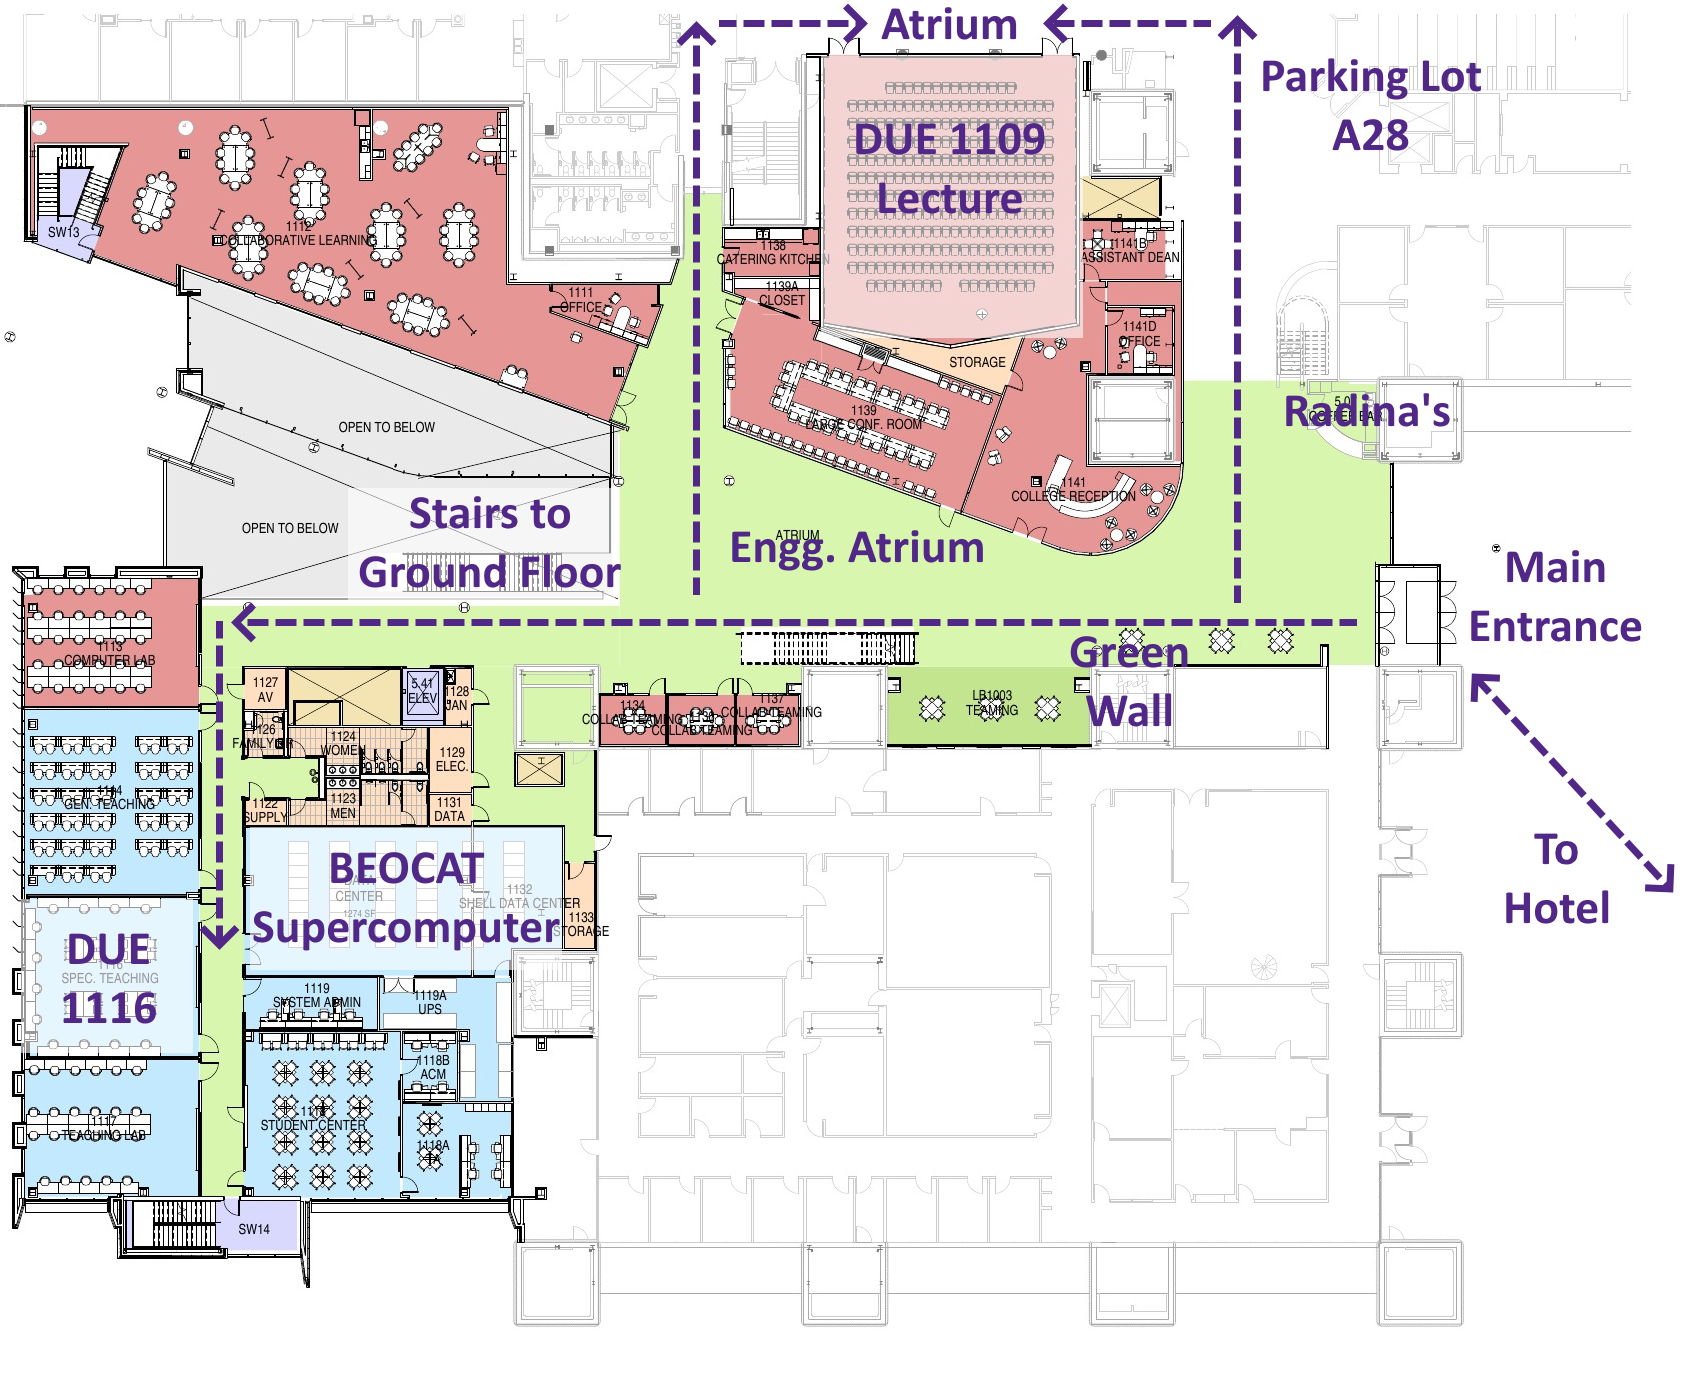 Atrium
Parking Lot
A28
DUE 1109
Lecture
SW13
1112
COLLABORATIVE LEARNING
1138
CATERING KITCHEN
1141B
ASSISTANT DEAN
1111
OFFICE
1139A
CLOSET
1141D
OFFICE
STORAGE
Radina's
COFFEE BAR
1139
LARGE CONF. ROOM
OPEN TO BELOW
1141
COLLEGE RECEPTION
OPEN TO BELOW
Stairs to
Ground Floor
ATRIUM
Engg. Atrium
Main
Entrance
1113
COMPUTER LAB
Green
Wall
1127
AV
5.41
ELEV
1128
JAN
1134
COLLAB TEAMING
COLLAB TEAMING
1137
COLLAB TEAMING
LB1003
TEAMING
1126
FAMILY RR
1124
WOMEN
1129
ELEC.
1114
GEN. TEACHING
1122
SUPPLY
1123
MEN
1131
DATA
To
Hotel
BEOCAT
Supercomputer
DATA
CENTER
1274 SF
1132
SHELL DATA CENTER
1133
STORAGE
DUE
1116
1116
SPEC. TEACHING
1119
SYSTEM ADMIN
1119A
UPS
1118B
ACM
1117
TEACHING LAB
STUDENT CENTER
1118A
SW14